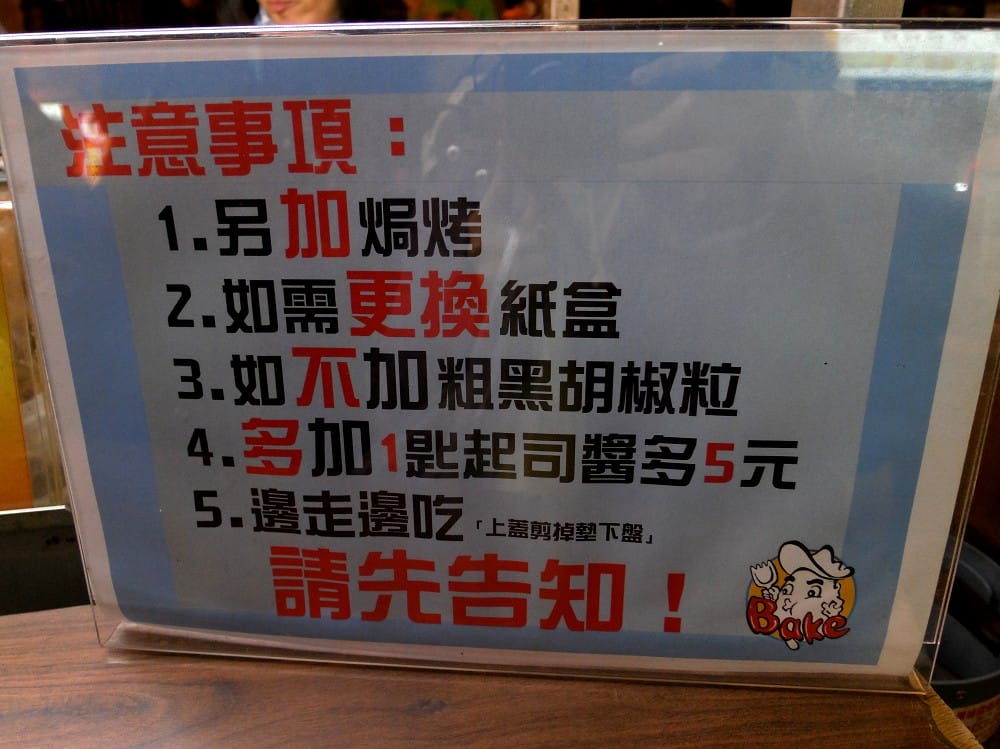 注意事項：
1.另加焗烤
2.如需更換紙盒
3.如不加粗黑胡椒粒
4.多加1匙起司醬多5元
5.邊走邊吃「上蓋剪掉墊下盤」
請先告知！
Bake